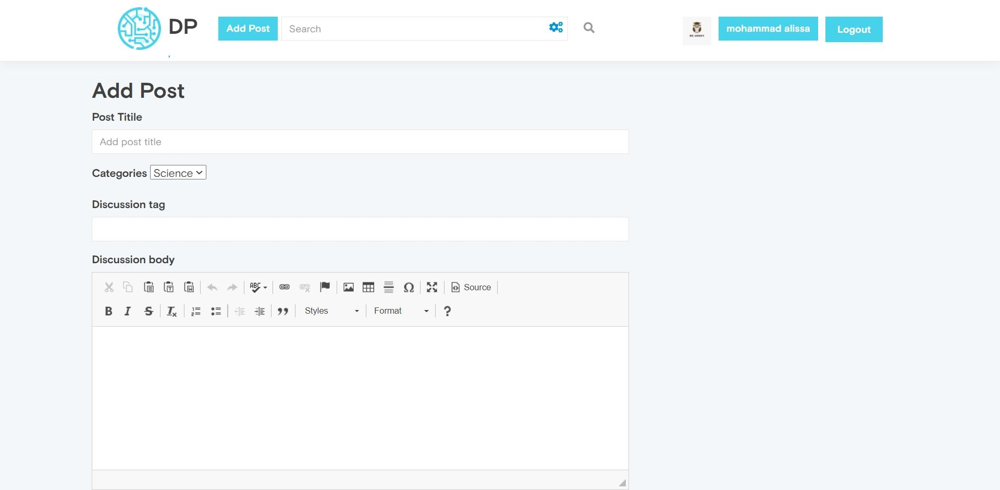 DP
Add Post
Search
mohammad alissa
Logout
,
Add Post
Post Titile
Add post title
Categories Science
Discussion tag
Discussion body
Source
Styles
Format